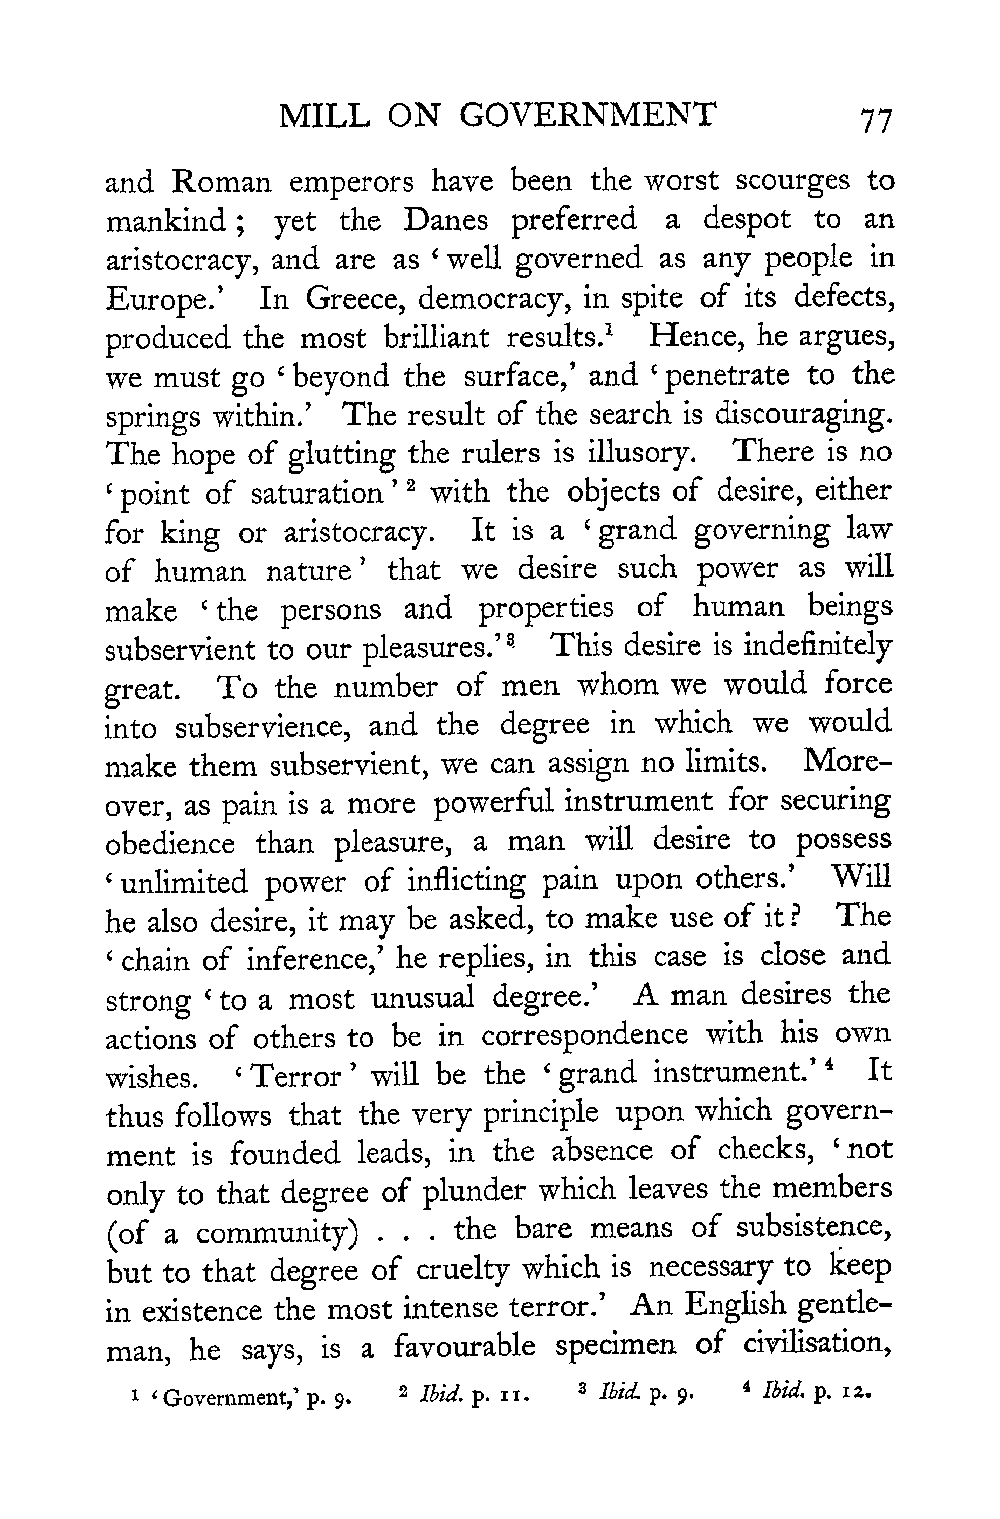 MILL ON GOVERNMENT 77
and Roman emperors have been the worst scourges to
mankind ; yet the Danes preferred a despot to an
aristocracy, and are as ‘ well governed as any people in
Europe.’ In Greece, democracy, in spite of its defects,
produced the most brilliant results.¹ Hence, he argues,
we must go ‘ beyond the surface,’ and ‘ penetrate to the
springs within.’ The result of the search is discouraging.
The hope of glutting the rulers is illusory. There is no
‘ point of saturation ’ ² with the objects of desire, either
for king or aristocracy. It is a ‘ grand governing law
of human nature ’ that we desire such power as will
make ‘ the persons and properties of human beings
subservient to our pleasures.’ ³ This desire is indefinitely
great. To the number of men whom we would force
into subservience, and the degree in which we would
make them subservient, we can assign no limits. More-
over, as pain is a more powerful instrument for securing
obedience than pleasure, a man will desire to possess
‘ unlimited power of inflicting pain upon others.’ Will
he also desire, it may be asked, to make use of it ? The
‘ chain of inference,’ he replies, in this case is close and
strong ‘ to a most unusual degree.’ A man desires the
actions of others to be in correspondence with his own
wishes. ‘ Terror ’ will be the ‘ grand instrument.’ ⁴ It
thus follows that the very principle upon which govern-
ment is founded leads, in the absence of checks, ‘ not
only to that degree of plunder which leaves the members
(of a community) . . . the bare means of subsistence,
but to that degree of cruelty which is necessary to keep
in existence the most intense terror.’ An English gentle-
man, he says, is a favourable specimen of civilisation,
¹ ‘ Government,’ p. 9. ² Ibid. p. 11. ³ Ibid. p. 9. ⁴ Ibid. p. 12.